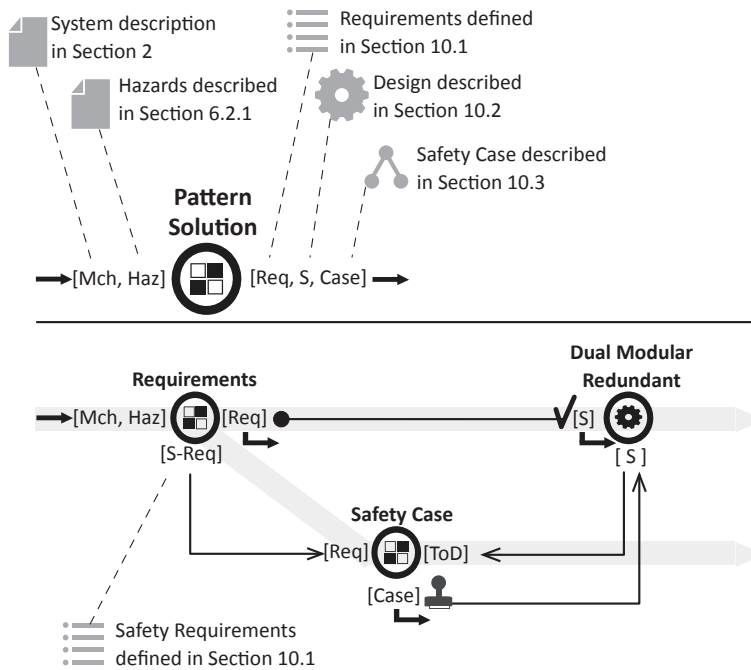 System description
in Section 2
Hazards described
in Section 6.2.1
Requirements defined
in Section 10.1
Design described
in Section 10.2
Safety Case described
in Section 10.3
Pattern
Solution
[Mch, Haz]
[Req, S, Case]
Requirements
Dual Modular
Redundant
[Mch, Haz]
[Req]
[S]
[S-Req]
[ S ]
Safety Case
[Req]
[ToD]
[Case]
Safety Requirements
defined in Section 10.1